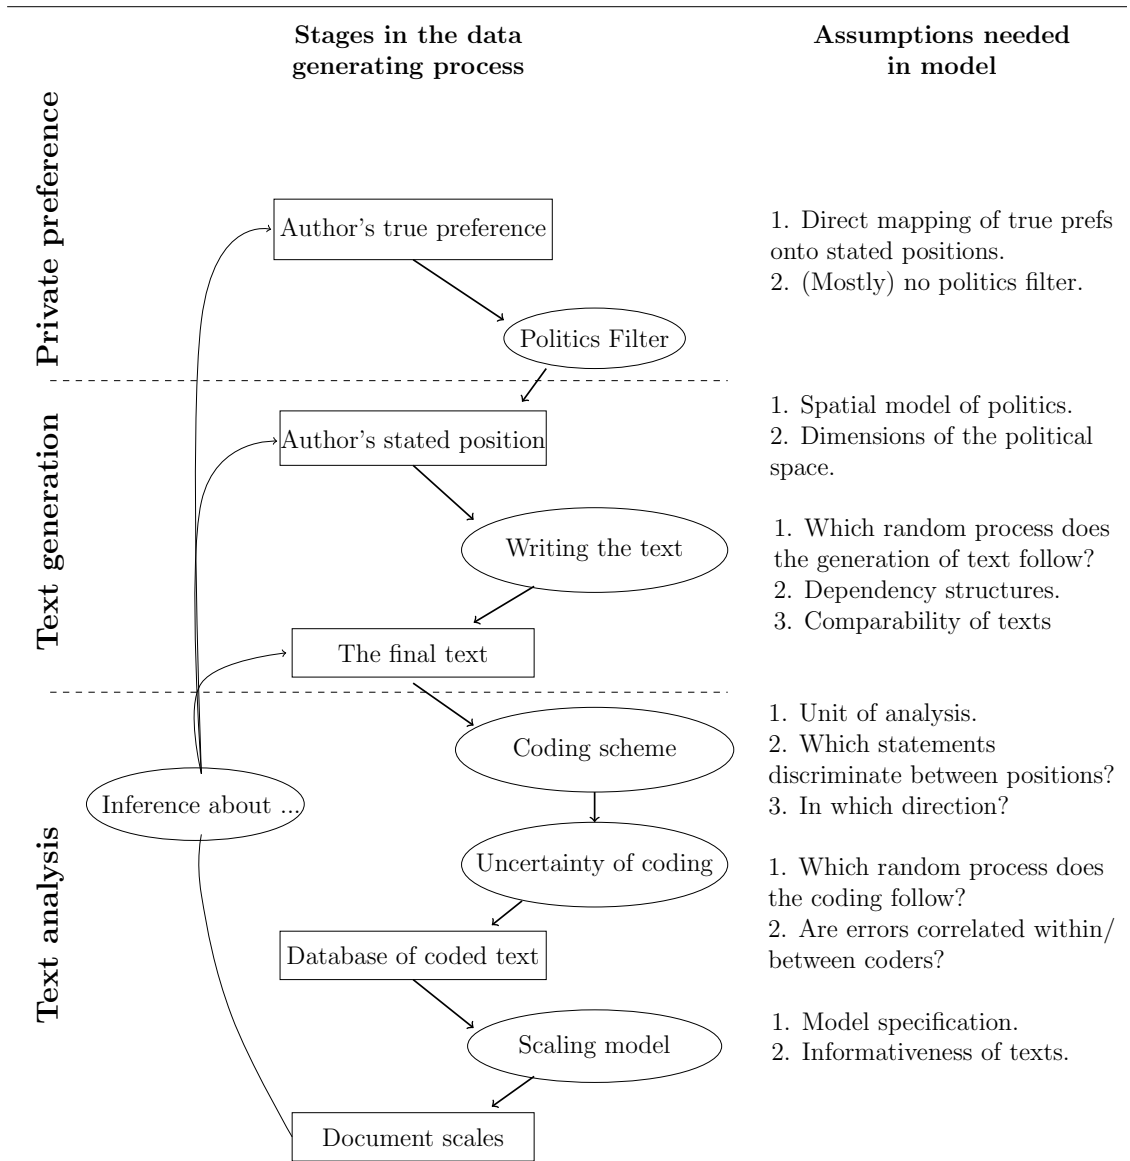 Stages in the data
generating process
Assumptions needed
in model
Private preference
Author's true preference
1. Direct mapping of true prefs
onto stated positions.
2. (Mostly) no politics filter.
Politics Filter
Text generation
Author's stated position
1. Spatial model of politics.
2. Dimensions of the political
space.
Writing the text
1. Which random process does
the generation of text follow?
2. Dependency structures.
3. Comparability of texts
The final text
Text analysis
Coding scheme
1. Unit of analysis.
2. Which statements
discriminate between positions?
3. In which direction?
Inference about ...
Uncertainty of coding
1. Which random process does
the coding follow?
2. Are errors correlated within/
between coders?
Database of coded text
Scaling model
1. Model specification.
2. Informativeness of texts.
Document scales